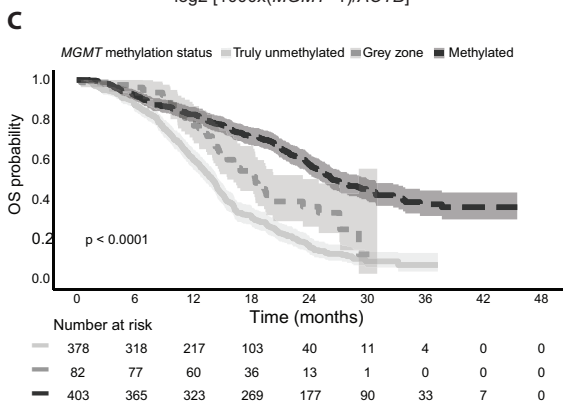 log2 [1000x(MGMT+1)/ACTB]
C
MGMT methylation status Truly unmethylated Grey zone Methylated
1.0
0.8
0.6
0.4
0.2
0.0
OS probability
p < 0.0001
0 6 12 18 24 30 36 42 48
Time (months)
Number at risk
378 318 217 103 40 11 4 0 0
82 77 60 36 13 1 0 0 0
403 365 323 269 177 90 33 7 0